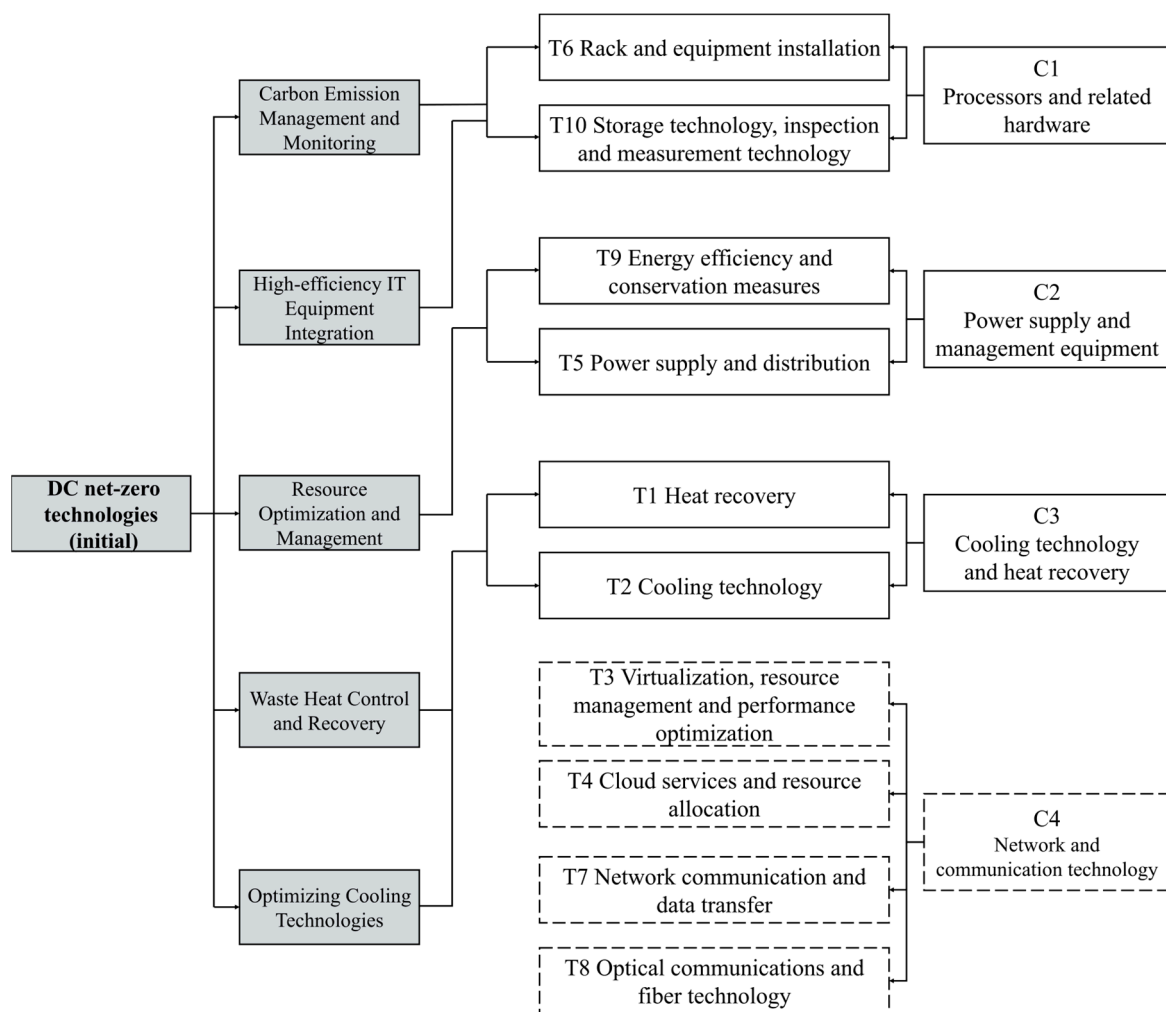 DC net-zero
technologies
(initial)
Carbon Emission
Management and
Monitoring
High-efficiency IT
Equipment
Integration
Resource
Optimization and
Management
Waste Heat Control
and Recovery
Optimizing Cooling
Technologies
T6 Rack and equipment installation
T10 Storage technology, inspection
and measurement technology
T9 Energy efficiency and
conservation measures
T5 Power supply and distribution
T1 Heat recovery
T2 Cooling technology
T3 Virtualization, resource
management and performance
optimization
T4 Cloud services and resource
allocation
T7 Network communication and
data transfer
T8 Optical communications and
fiber technology
C1
Processors and related
hardware
C2
Power supply and
management equipment
C3
Cooling technology
and heat recovery
C4
Network and
communication technology